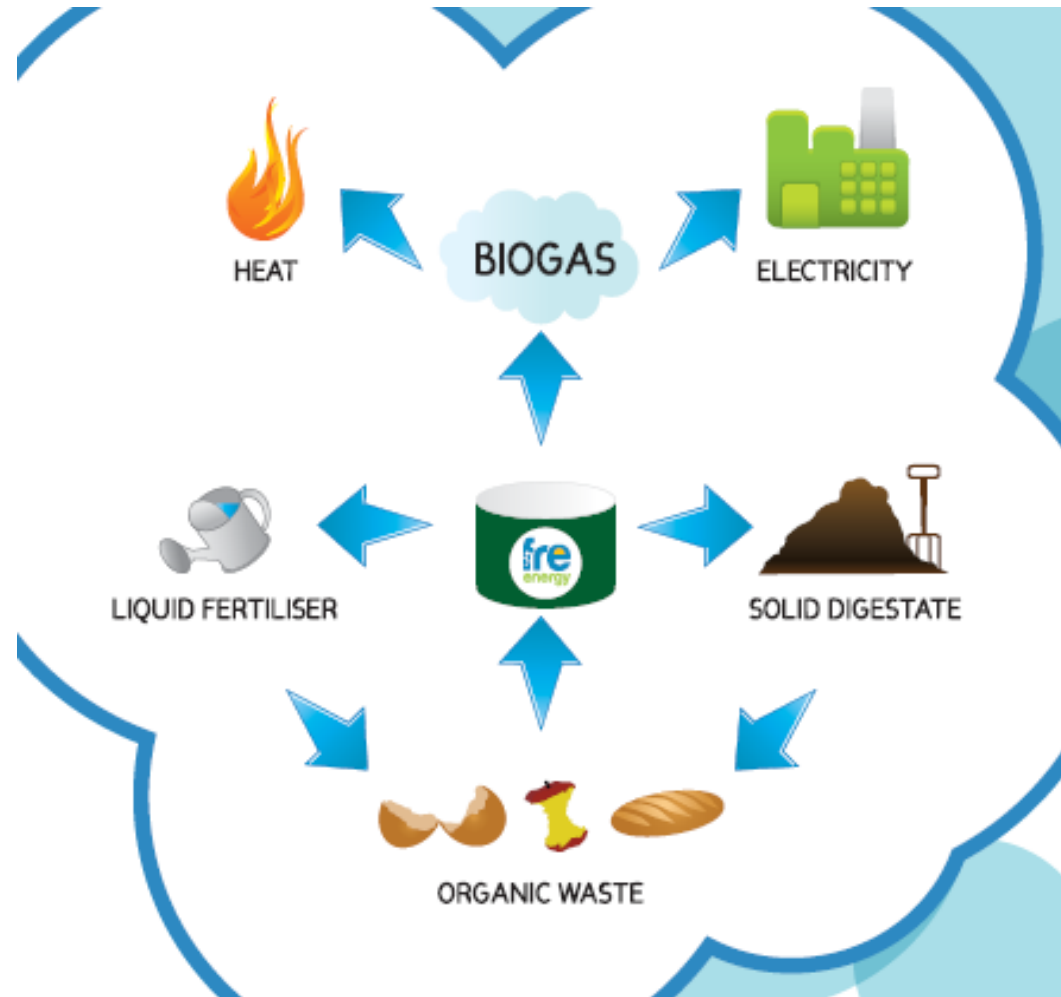 BIOGAS
HEAT
ELECTRICITY
fre
energy
LIQUID FERTILISER
SOLID DIGESTATE
ORGANIC WASTE